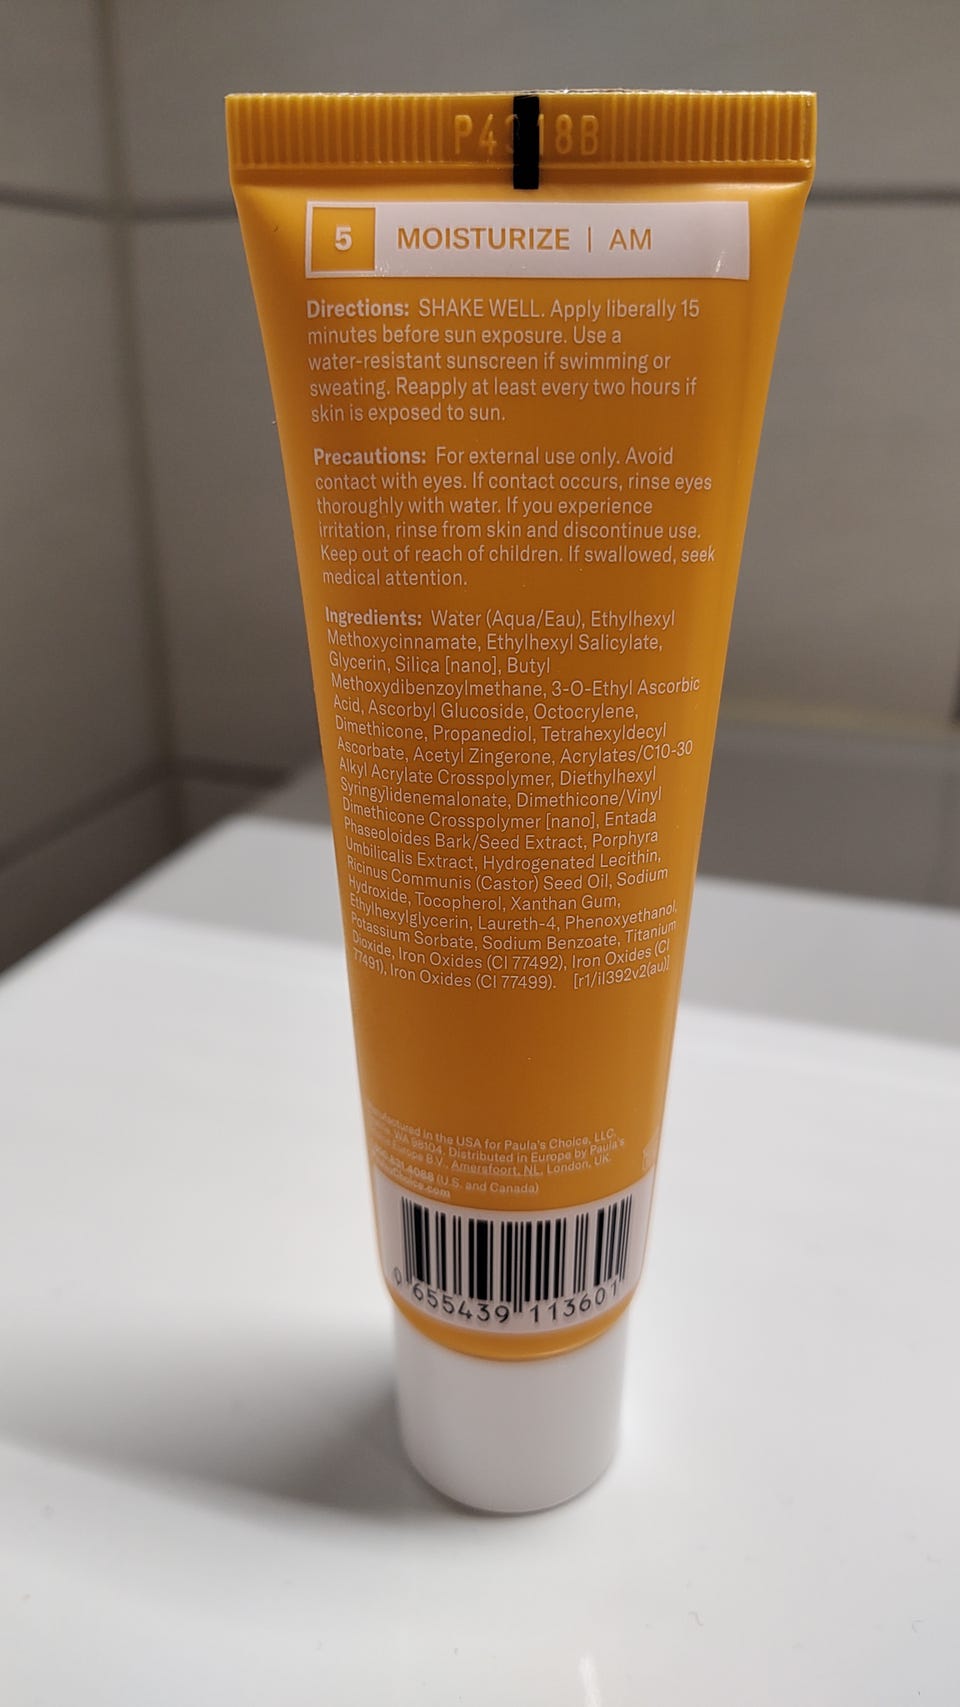 5 MOISTURIZE | AM
Directions: SHAKE WELL. Apply liberally 15
minutes before sun exposure. Use a
water-resistant sunscreen if swimming or
sweating. Reapply at least every two hours if
skin is exposed to sun.
Precautions: For external use only. Avoid
contact with eyes. If contact occurs, rinse eyes
thoroughly with water. If you experience
irritation, rinse from skin and discontinue use.
Keep out of reach of children. If swallowed, seek
medical attention.
Ingredients: Water (Aqua/Eau), Ethylhexyl
Methoxycinnamate, Ethylhexyl Salicylate,
Glycerin, Silica [nano], Butyl
Methoxydibenzoylmethane, 3-O-Ethyl Ascorbic
Acid, Ascorbyl Glucoside, Octocrylene,
Dimethicone, Propanediol, Tetrahexyldecyl
Ascorbate, Acetyl Zingerone, Acrylates/C10-30
Alkyl Acrylate Crosspolymer, Diethylhexyl
Syringylidenemalonate, Dimethicone/Vinyl
Dimethicone Crosspolymer [nano], Entada
Phaseoloides Bark/Seed Extract, Porphyra
Umbilicalis Extract, Hydrogenated Lecithin,
Ricinus Communis (Castor) Seed Oil, Sodium
Hydroxide, Tocopherol, Xanthan Gum,
Ethylhexylglycerin, Laureth-4, Phenoxyethanol,
Potassium Sorbate, Sodium Benzoate, Titanium
Dioxide, Iron Oxides (CI 77492), Iron Oxides (CI
77491), Iron Oxides (CI 77499). [r1/il392v2(au)]
Manufactured in the USA for Paula's Choice, LLC.
WA 98104. Distributed in Europe by Paula's
Europe B.V., Amersfoort, NL. London, UK.
(U.S. and Canada)
0 655439 113601